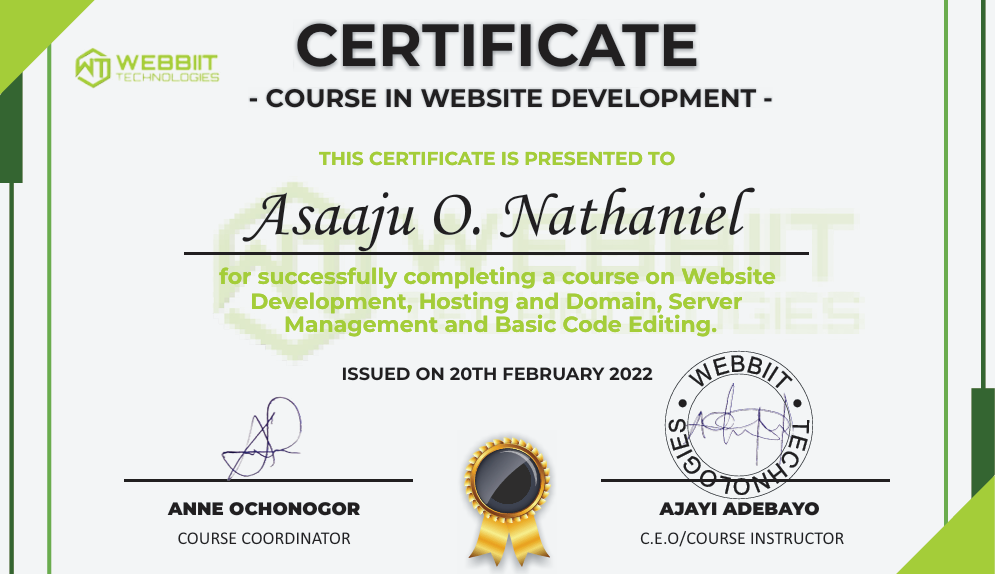 WEBBIIT
TECHNOLOGIES
CERTIFICATE
- COURSE IN WEBSITE DEVELOPMENT -
THIS CERTIFICATE IS PRESENTED TO
Asaaju O. Nathaniel
for successfully completing a course on Website
Development, Hosting and Domain, Server
Management and Basic Code Editing.
WEBBIIT
TECHNOLOGIES
ISSUED ON 20TH FEBRUARY 2022
WEBBIIT
TECHNOLOGIES
ANNE OCHONOGOR
COURSE COORDINATOR
AJAYI ADEBAYO
C.E.O/COURSE INSTRUCTOR